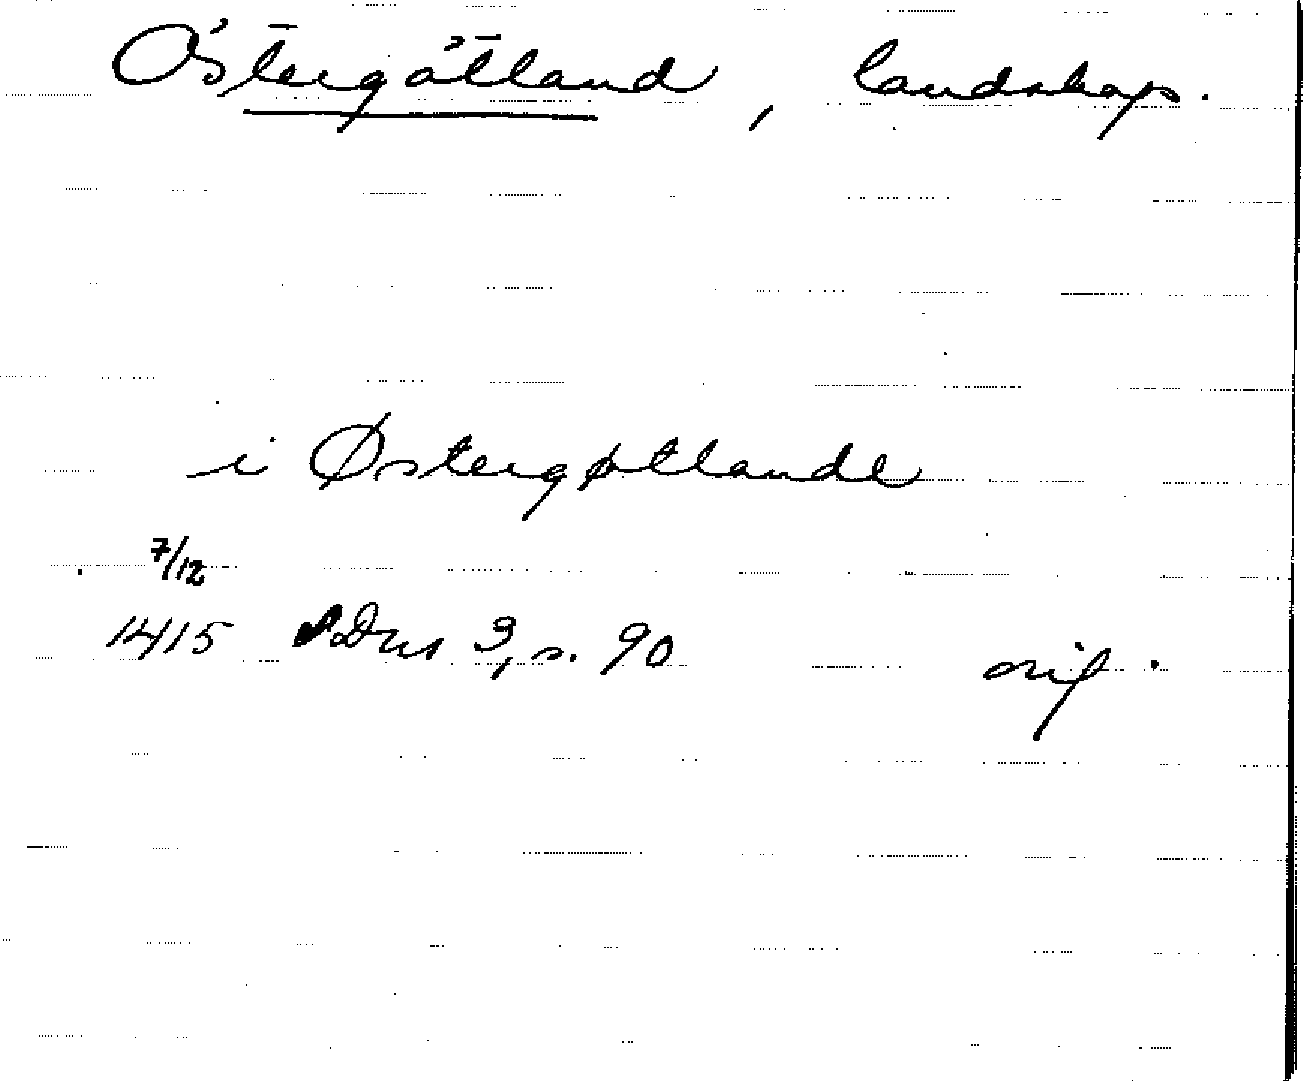 Östergötland, landskap.
i Østergøtlande
7/12
1415 SDns 3, s. 90 orig.